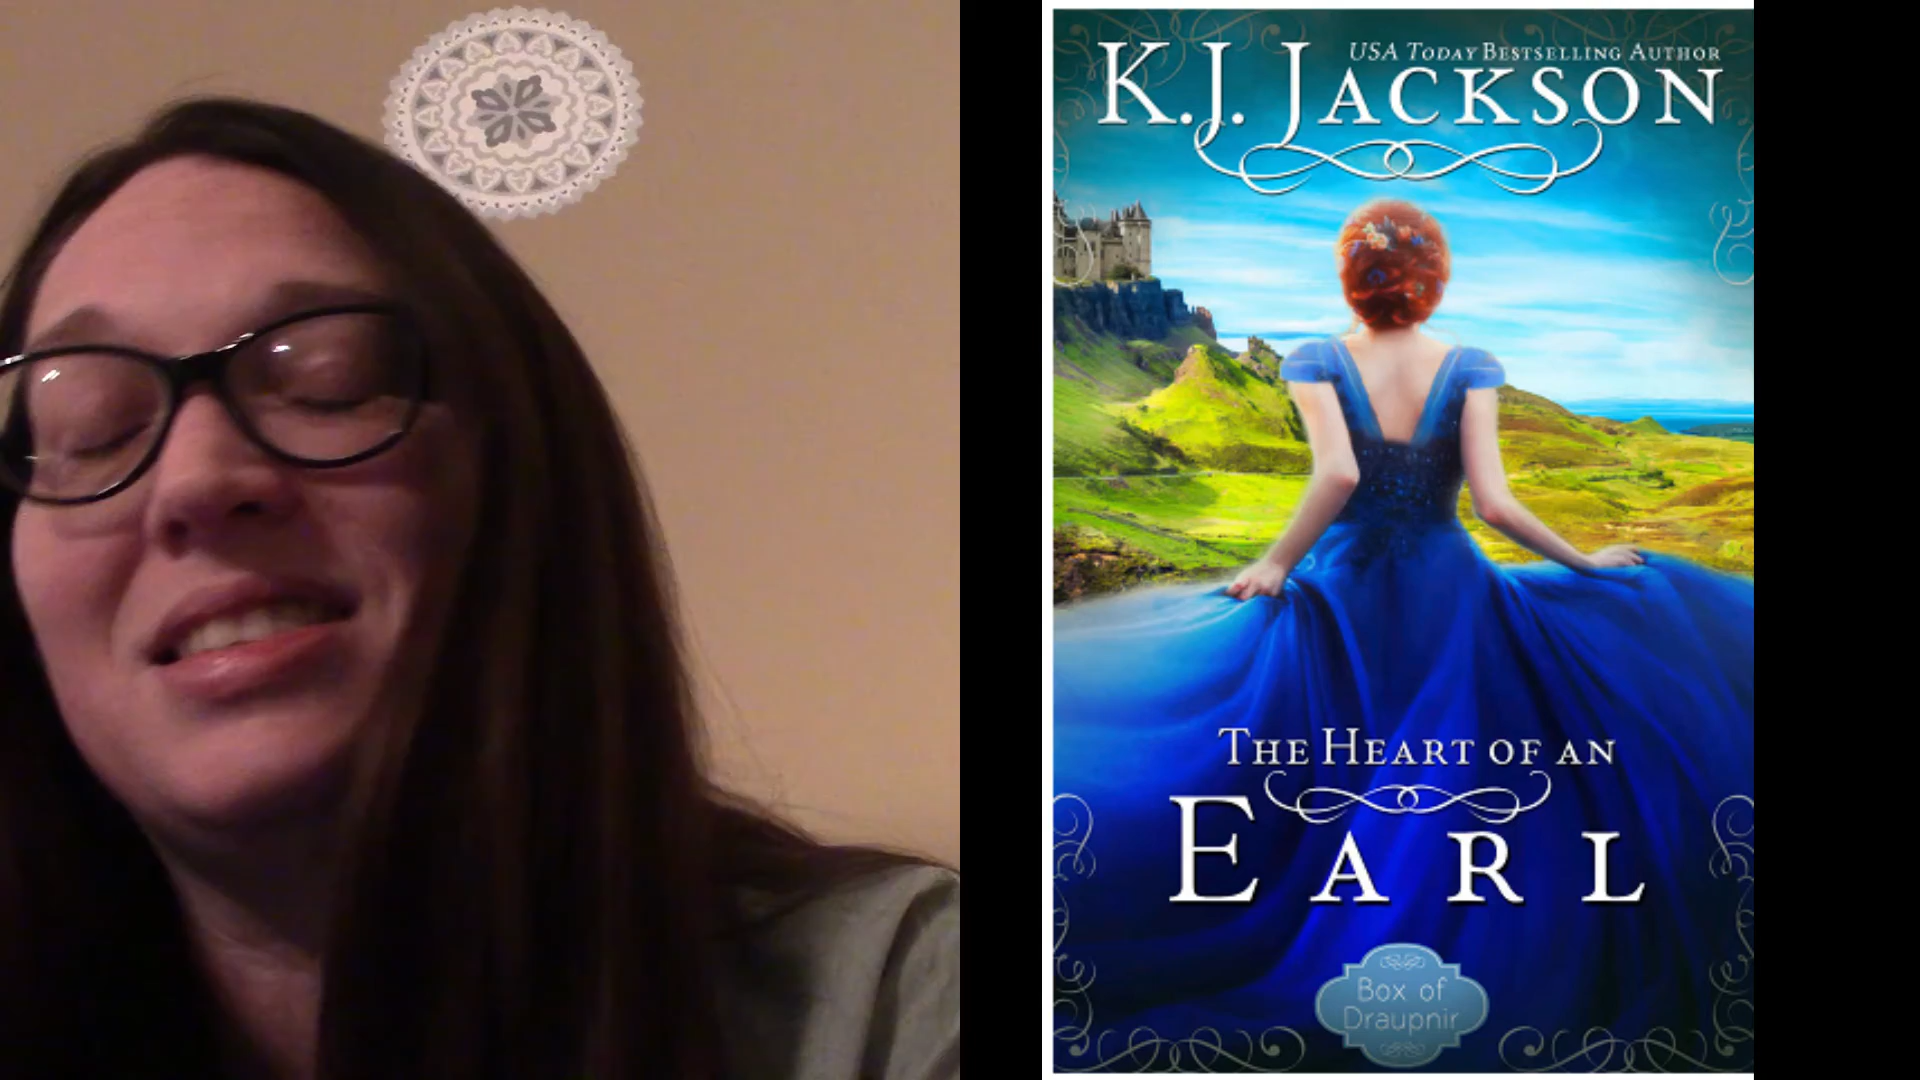 USA TODAY BESTSELLING AUTHOR
K.J. JACKSON
THE HEART OF AN
EARL
Box of
Draupnir